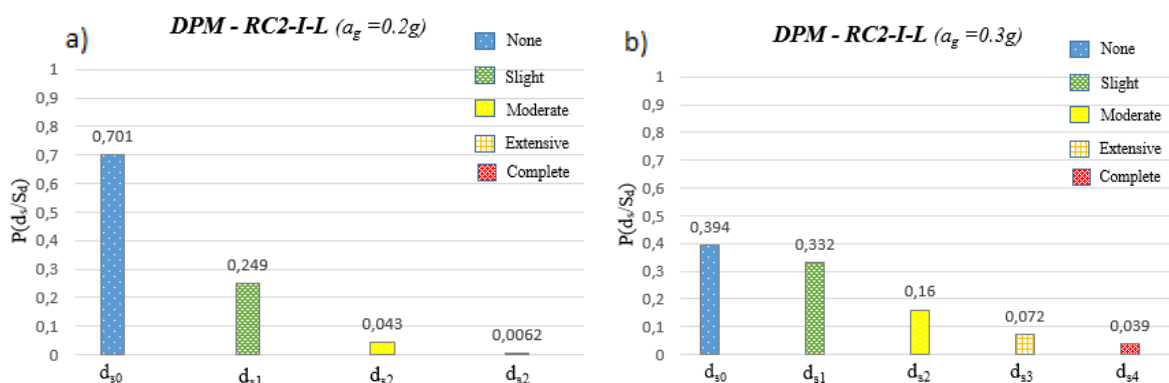 a)
DPM - RC2-I-L (ag =0.2g)
None
Slight
Moderate
Extensive
Complete
P(ds/Sd)
1
0,9
0,8
0,7
0,6
0,5
0,4
0,3
0,2
0,1
0
0,701
0,249
0,043
0,0062
ds0
ds1
ds2
ds2
b)
DPM - RC2-I-L (ag =0.3g)
None
Slight
Moderate
Extensive
Complete
P(ds/Sd)
1
0,9
0,8
0,7
0,6
0,5
0,4
0,3
0,2
0,1
0
0,394
0,332
0,16
0,072
0,039
ds0
ds1
ds2
ds3
ds4